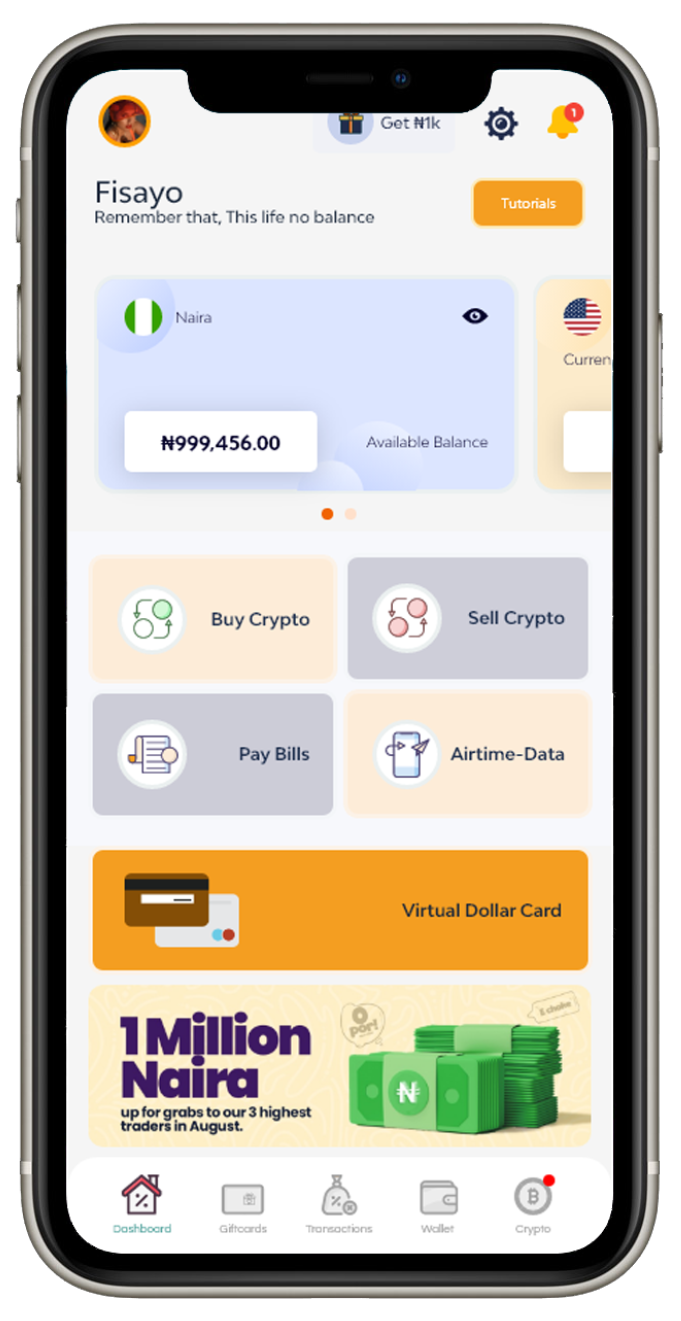 Get ₦1k
1
Fisayo
Remember that, This life no balance
Tutorials
Naira
Curren
₦999,456.00
Available Balance
Buy Crypto
Sell Crypto
Pay Bills
Airtime-Data
Virtual Dollar Card
1 Million
Naira
up for grabs to our 3 highest
traders in August.
O
por!
E choke
₦
Dashboard
Giftcards
Transactions
Wallet
Crypto